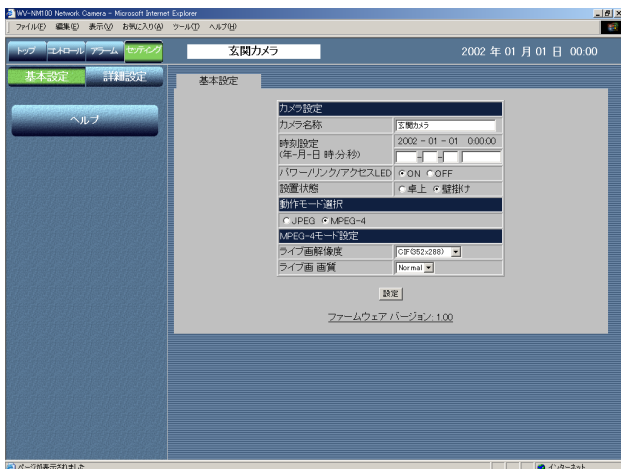 WV-NM100 Network Camera - Microsoft Internet Explorer
ファイル(F) 編集(E) 表示(V) お気に入り(A) ツール(T) ヘルプ(H)
トップ コントロール アラーム セッティング 玄関カメラ 2002 年 01 月 01 日 00:00
基本設定 詳細設定
ヘルプ
基本設定
カメラ設定
カメラ名称 玄関カメラ
時刻設定 2002 - 01 - 01 0:00:00
(年-月-日 時:分:秒) - -
パワー/リンク/アクセスLED ON OFF
設置状態 卓上 壁掛け
動作モード選択
JPEG MPEG-4
MPEG-4モード設定
ライブ画解像度 CIF(352x288)
ライブ画 画質 Normal
設定
ファームウェア バージョン: 1.00
ページが表示されました インターネット